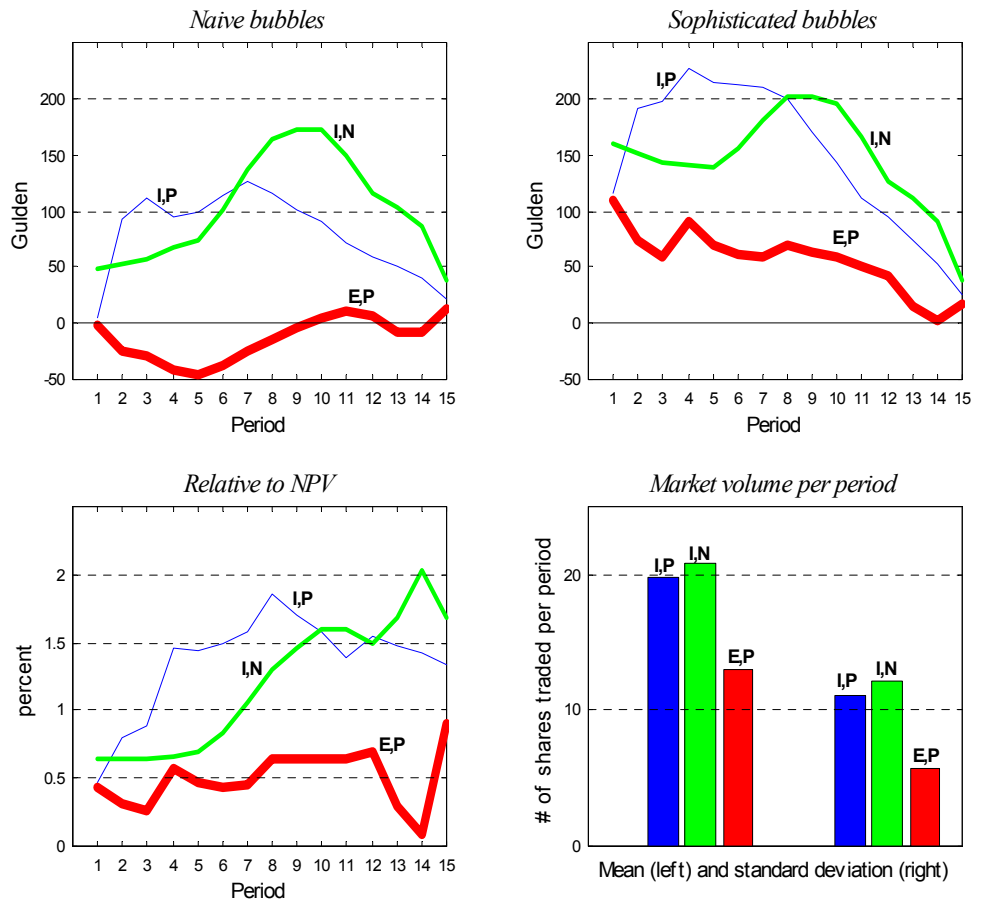 Naive bubbles
Gulden
200
150
100
50
0
-50
I,P
I,N
E,P
1 2 3 4 5 6 7 8 9 10 11 12 13 14 15
Period
Sophisticated bubbles
Gulden
200
150
100
50
0
-50
I,P
I,N
E,P
1 2 3 4 5 6 7 8 9 10 11 12 13 14 15
Period
Relative to NPV
percent
2
1.5
1
0.5
0
I,P
I,N
E,P
1 2 3 4 5 6 7 8 9 10 11 12 13 14 15
Period
Market volume per period
# of shares traded per period
20
10
0
I,P
I,N
E,P
I,P
I,N
E,P
Mean (left) and standard deviation (right)